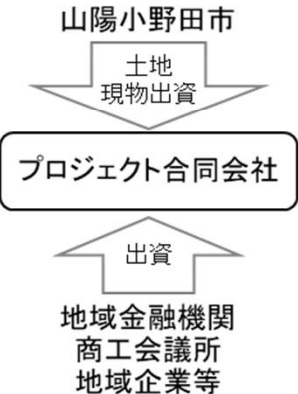 山陽小野田市
土地
現物出資
プロジェクト合同会社
出資
地域金融機関
商工会議所
地域企業等